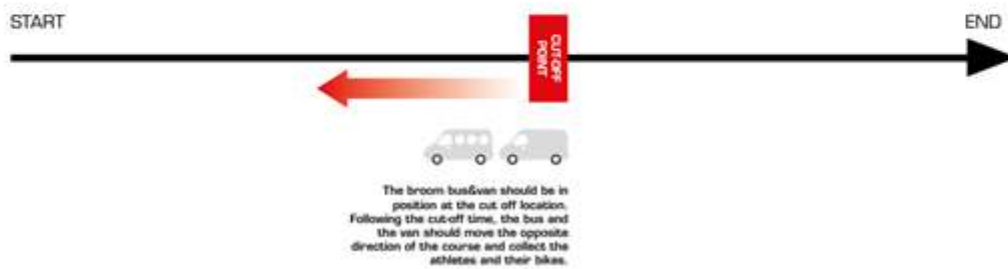 START
END
CUT-OFF
POINT
The broom bus&van should be in
position at the cut off location.
Following the cut-off time, the bus and
the van should move the opposite
direction of the course and collect the
athletes and their bikes.